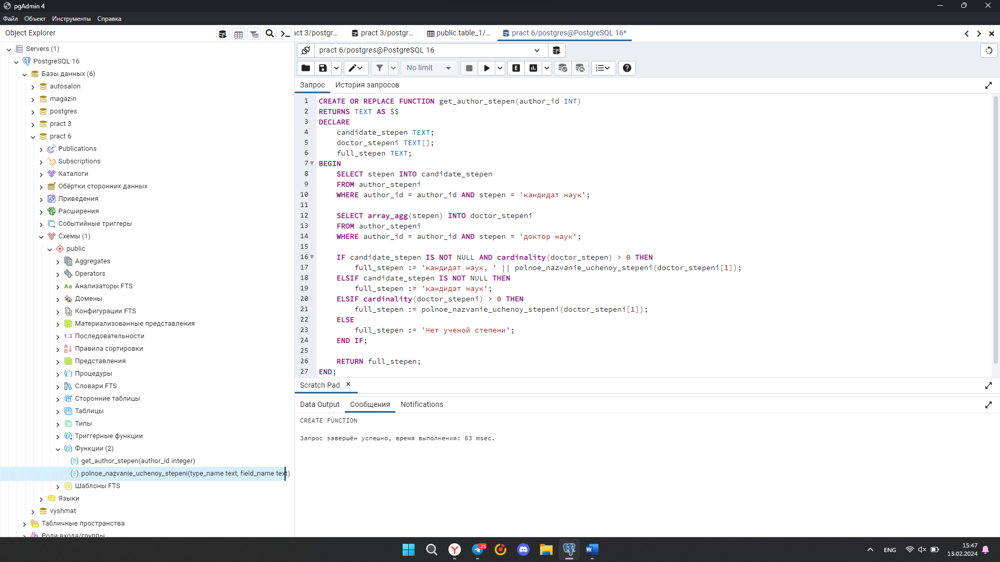 pgAdmin 4
Файл Объект Инструменты Справка
Object Explorer
Servers (1)
PostgreSQL 16
Базы данных (6)
autosalon
magazin
postgres
pract 3
pract 6
Publications
Subscriptions
Каталоги
Обёртки сторонних данных
Приведения
Расширения
Событийные триггеры
Схемы (1)
public
Aggregates
Operators
Aa Анализаторы FTS
Домены
Конфигурации FTS
Материализованные представления
1..3 Последовательности
Правила сортировки
Представления
Процедуры
Словари FTS
Сторонние таблицы
Таблицы
Типы
Триггерные функции
Функции (2)
get_author_stepen(author_id integer)
polnoe_nazvanie_uchenoy_stepeni(type_name text, field_name text)
Шаблоны FTS
Языки
vyshmat
Табличные пространства
Роли входа/группы
act 3/postgr... pract 3/postgr... public.table_1/... pract 6/postgres@PostgreSQL 16*
pract 6/postgres@PostgreSQL 16
No limit E
Запрос История запросов
1 CREATE OR REPLACE FUNCTION get_author_stepen(author_id INT)
2 RETURNS TEXT AS $$
3 DECLARE
4 candidate_stepen TEXT;
5 doctor_stepeni TEXT[];
6 full_stepen TEXT;
7 BEGIN
8 SELECT stepen INTO candidate_stepen
9 FROM author_stepeni
10 WHERE author_id = author_id AND stepen = 'кандидат наук';
11
12 SELECT array_agg(stepen) INTO doctor_stepeni
13 FROM author_stepeni
14 WHERE author_id = author_id AND stepen = 'доктор наук';
15
16 IF candidate_stepen IS NOT NULL AND cardinality(doctor_stepen) > 0 THEN
17 full_stepen := 'кандидат наук, ' || polnoe_nazvanie_uchenoy_stepeni(doctor_stepeni[1]);
18 ELSIF candidate_stepen IS NOT NULL THEN
19 full_stepen := 'кандидат наук';
20 ELSIF cardinality(doctor_stepeni) > 0 THEN
21 full_stepen := polnoe_nazvanie_uchenoy_stepeni(doctor_stepeni[1]);
22 ELSE
23 full_stepen := 'Нет ученой степени';
24 END IF;
25
26 RETURN full_stepen;
27 END;
Scratch Pad
Data Output Сообщения Notifications
CREATE FUNCTION
Запрос завершён успешно, время выполнения: 63 msec.
25
ENG
15:47
13.02.2024